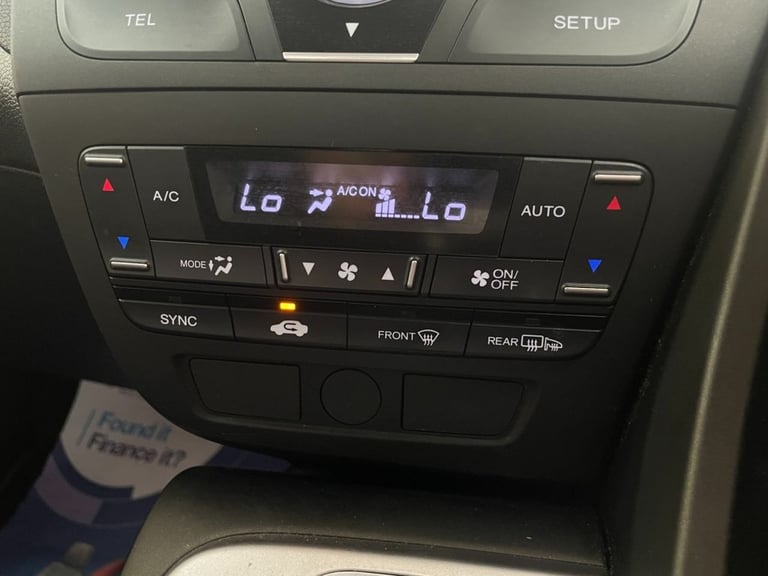 TEL
SETUP
A/C
Lo A/C ON Lo
AUTO
MODE
ON/
OFF
SYNC
FRONT
REAR
Found it
Finance it?